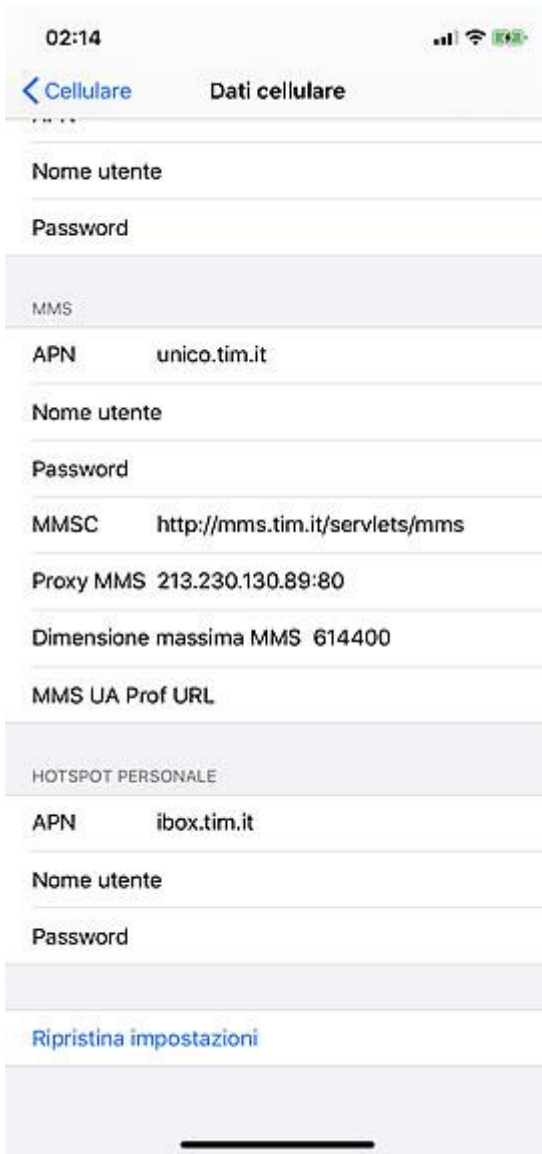 02:14
Cellulare Dati cellulare
Nome utente
Password
MMS
APN unico.tim.it
Nome utente
Password
MMSC http://mms.tim.it/servlets/mms
Proxy MMS 213.230.130.89:80
Dimensione massima MMS 614400
MMS UA Prof URL
HOTSPOT PERSONALE
APN ibox.tim.it
Nome utente
Password
Ripristina impostazioni